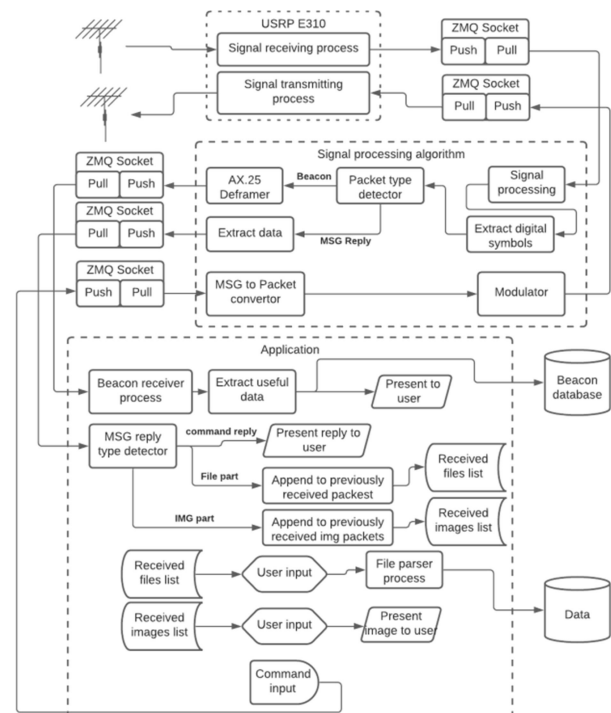 USRP E310
Signal receiving process
Signal transmitting
process
ZMQ Socket
Push Pull
ZMQ Socket
Pull Push
Signal processing algorithm
ZMQ Socket
Pull Push
AX.25
Deframer
Beacon
Packet type
detector
Signal
processing
ZMQ Socket
Pull Push
Extract data
MSG Reply
Extract digital
symbols
ZMQ Socket
Push Pull
MSG to Packet
convertor
Modulator
Application
Beacon receiver
process
Extract useful
data
Present to
user
Beacon
database
MSG reply
type detector
command reply
Present reply to
user
File part
Append to previously
received packest
Received
files list
IMG part
Append to previously
received img packets
Received
images list
Received
files list
User input
File parser
process
Data
Received
images list
User input
Present
image to user
Command
input